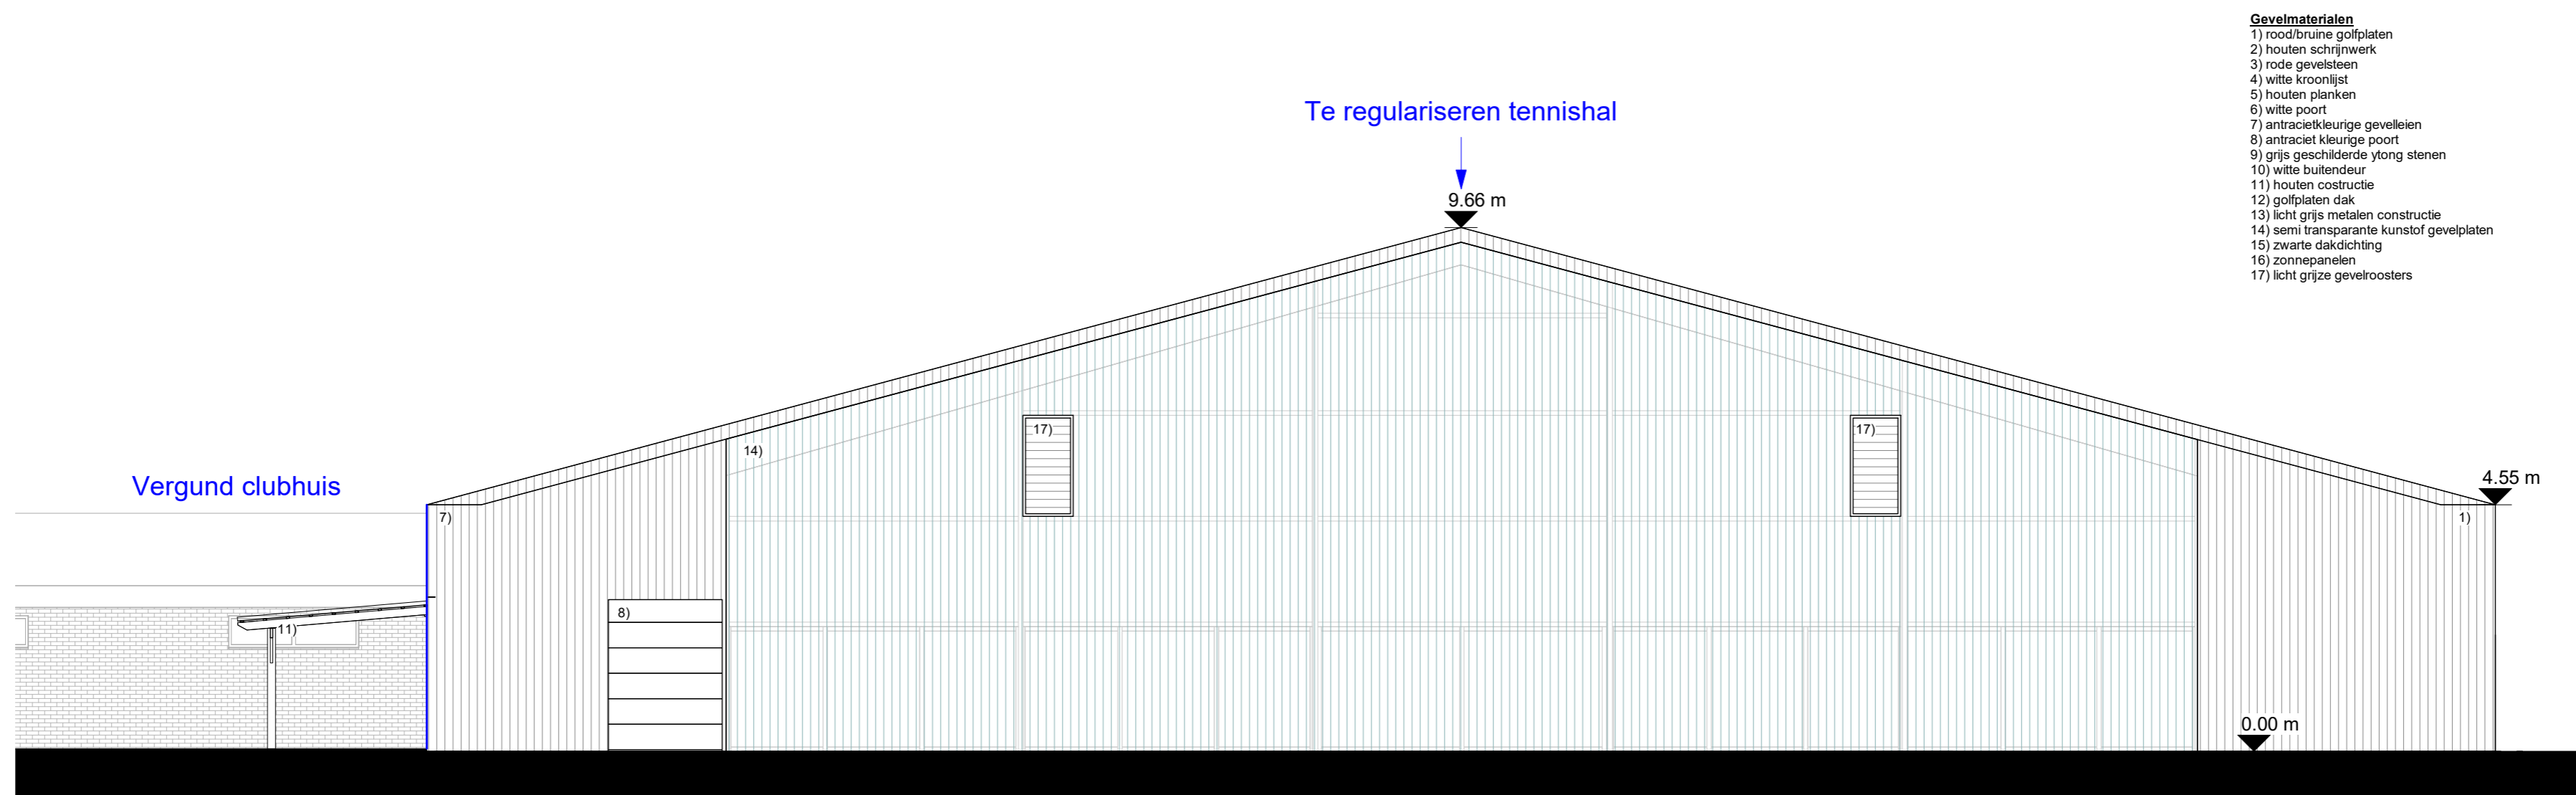 Gevelmaterialen
1) rood/bruine golfplaten
2) houten schrijnwerk
3) rode gevelsteen
4) witte kroonlijst
5) houten planken
6) witte poort
7) antracietkleurige gevelleien
8) antraciet kleurige poort
9) grijs geschilderde ytong stenen
10) witte buitendeur
11) houten costructie
12) golfplaten dak
13) licht grijs metalen constructie
14) semi transparante kunstof gevelplaten
15) zwarte dakdichting
16) zonnepanelen
17) licht grijze gevelroosters
Te regulariseren tennishal
9.66 m
17)
17)
14)
Vergund clubhuis
4.55 m
7)
1)
8)
11)
0.00 m